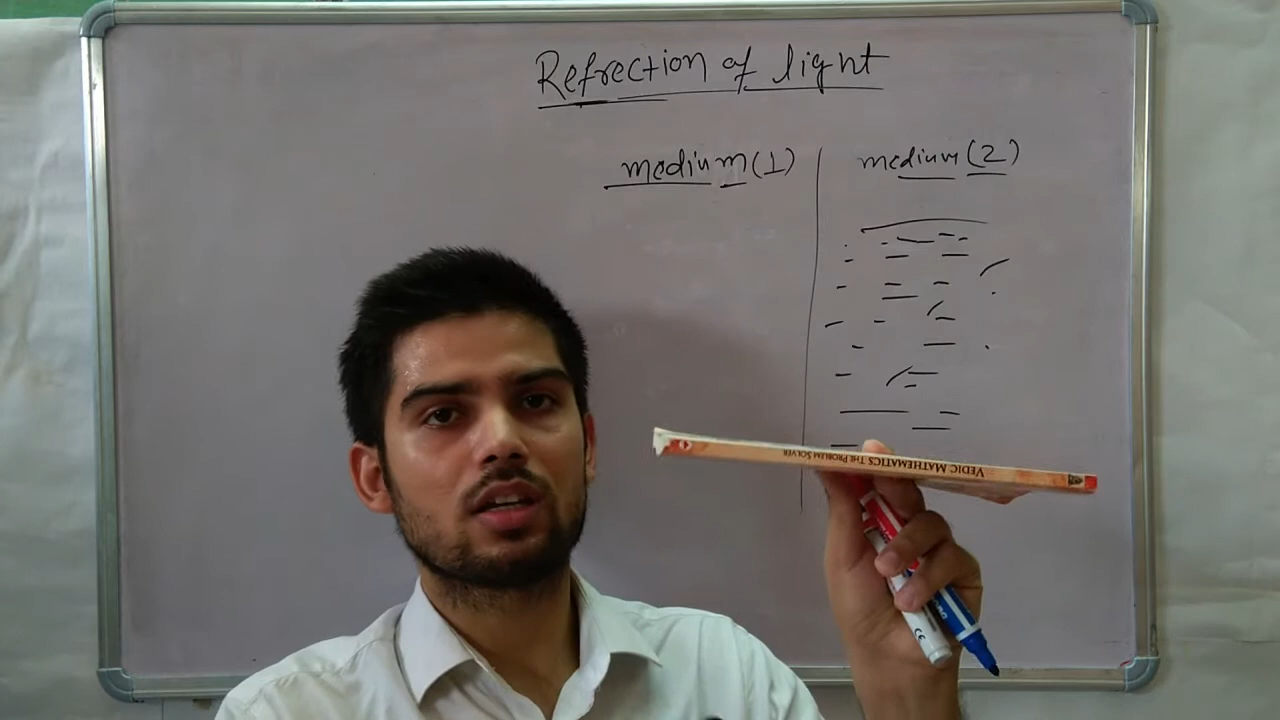 Refrection of light
medium (1)
medium (2)
VEDIC MATHEMATICS THE PROBLEM SOLVER